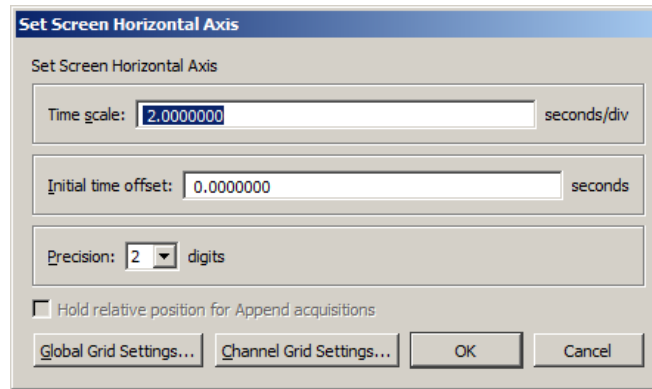 Set Screen Horizontal Axis
Set Screen Horizontal Axis
Time scale: 2.0000000 seconds/div
Initial time offset: 0.0000000 seconds
Precision: 2 digits
Hold relative position for Append acquisitions
Global Grid Settings... Channel Grid Settings... OK Cancel